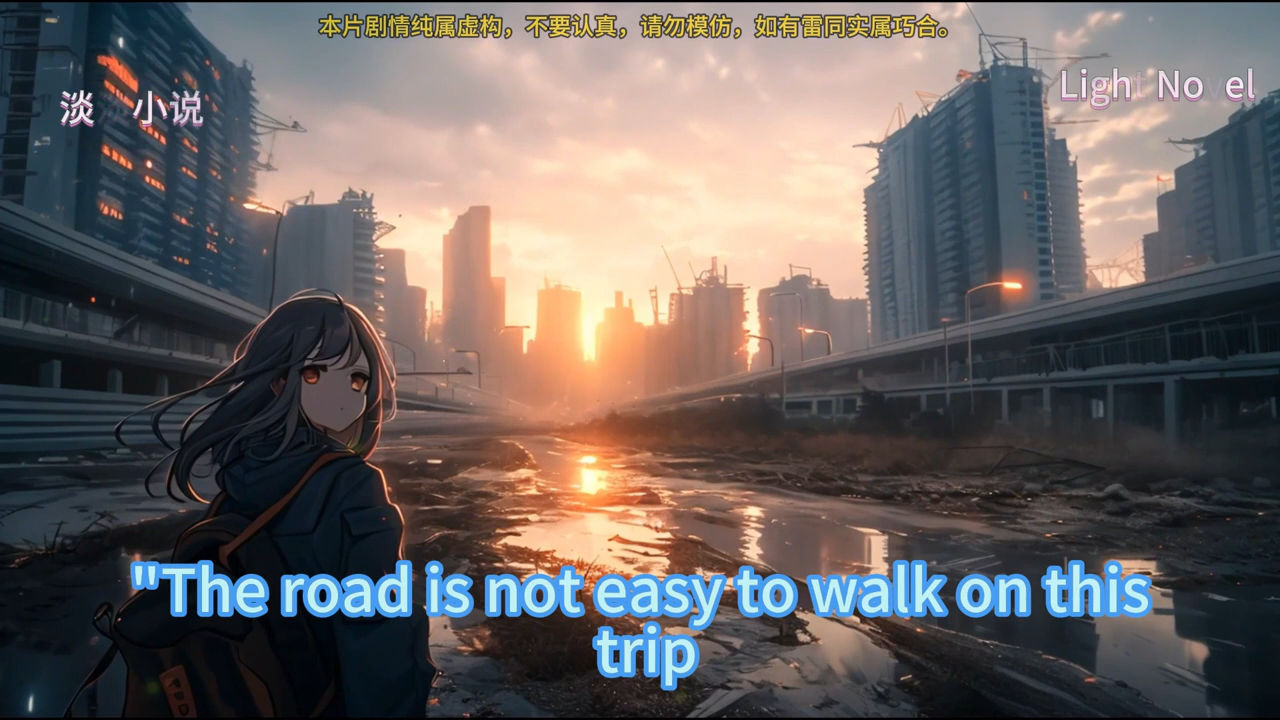 本片剧情纯属虚构，不要认真，请勿模仿，如有雷同实属巧合。
淡 小说
Light Novel
"The road is not easy to walk on this
trip